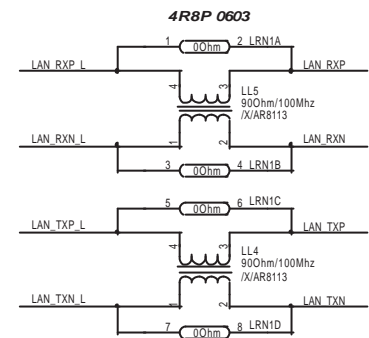 4R8P 0603
1 0Ohm 2 LRN1A
LAN_RXP_L LAN_RXP
4 3
LL5
90Ohm/100Mhz
/X/AR8113
LAN_RXN_L 1 2 LAN_RXN
3 0Ohm 4 LRN1B
5 0Ohm 6 LRN1C
LAN_TXP_L LAN_TXP
4 3
LL4
90Ohm/100Mhz
/X/AR8113
LAN_TXN_L 1 2 LAN_TXN
7 0Ohm 8 LRN1D